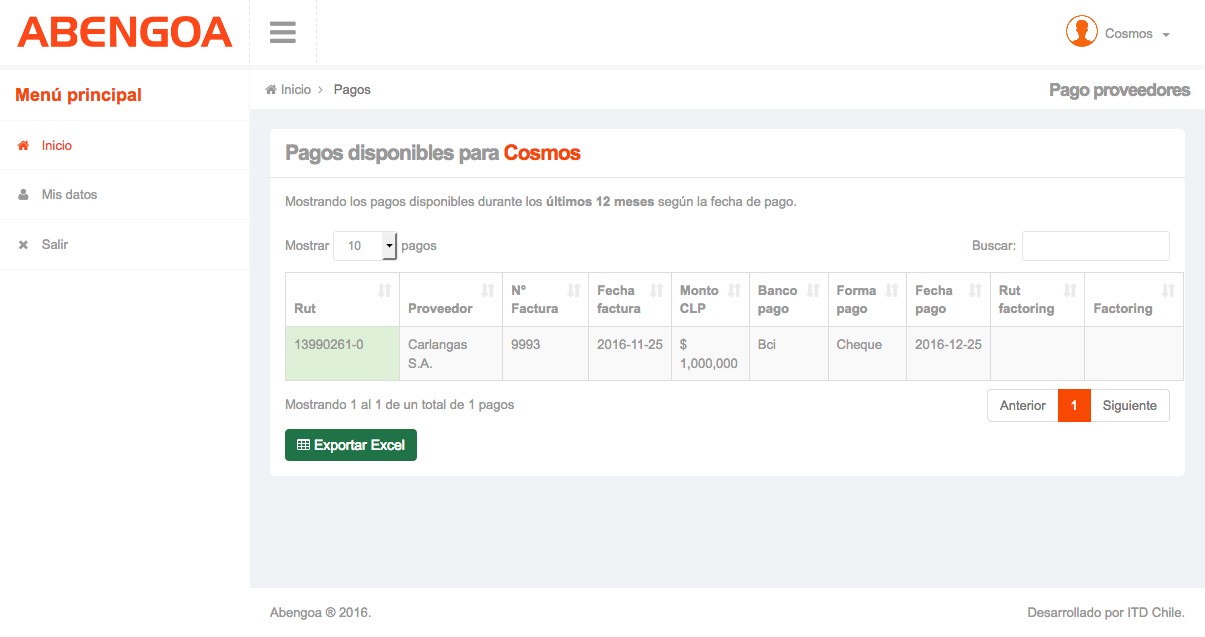 ABENGOA
Cosmos
Menú principal
Inicio
Mis datos
Salir
Inicio > Pagos
Pago proveedores
Pagos disponibles para Cosmos
Mostrando los pagos disponibles durante los últimos 12 meses según la fecha de pago.
Mostrar 10 pagos
Buscar:
Rut
Proveedor
Nº
Factura
Fecha
factura
Monto
CLP
Banco
pago
Forma
pago
Fecha
pago
Rut
factoring
Factoring
13990261-0
Carlangas
S.A.
9993
2016-11-25
$
1,000,000
Bci
Cheque
2016-12-25
Mostrando 1 al 1 de un total de 1 pagos
Anterior 1 Siguiente
Exportar Excel
Abengoa ® 2016.
Desarrollado por ITD Chile.